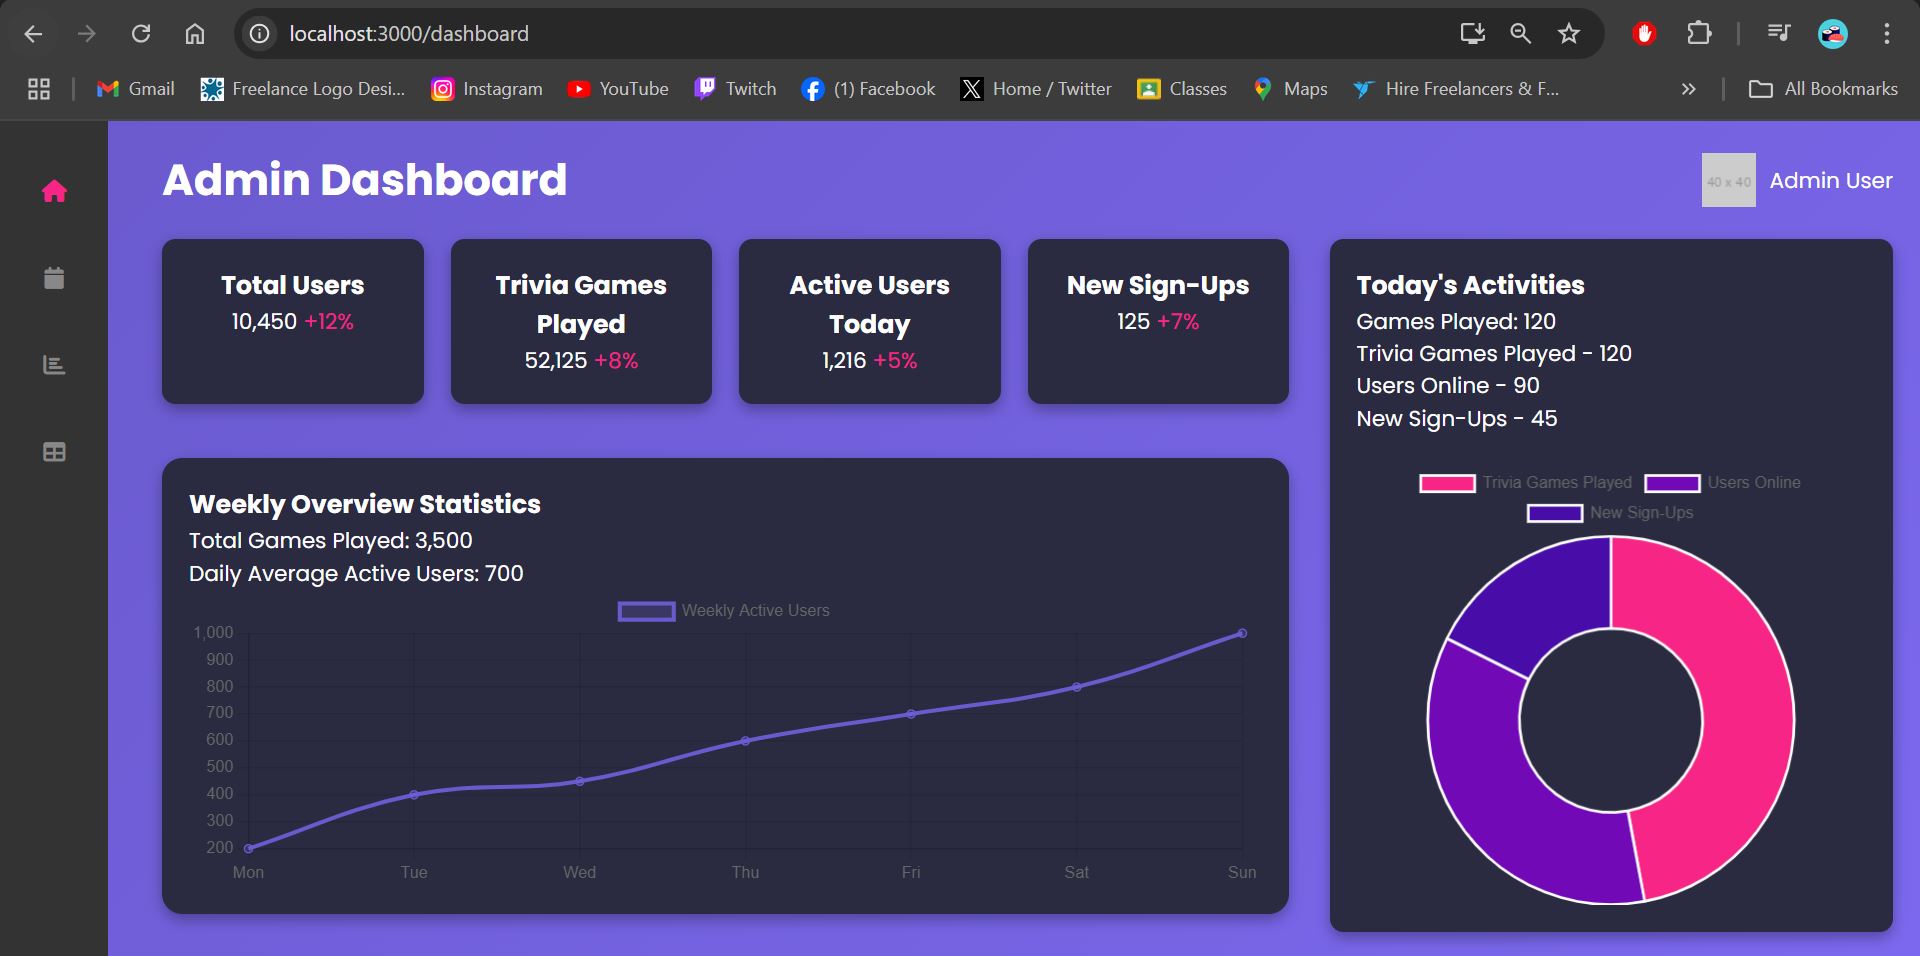 localhost:3000/dashboard
Gmail
Freelance Logo Desi...
Instagram
YouTube
Twitch
(1) Facebook
Home / Twitter
Classes
Maps
Hire Freelancers & F...
All Bookmarks
Admin Dashboard
40 x 40
Admin User
Total Users
10,450 +12%
Trivia Games
Played
52,125 +8%
Active Users
Today
1,216 +5%
New Sign-Ups
125 +7%
Today's Activities
Games Played: 120
Trivia Games Played - 120
Users Online - 90
New Sign-Ups - 45
Trivia Games Played
Users Online
New Sign-Ups
Weekly Overview Statistics
Total Games Played: 3,500
Daily Average Active Users: 700
Weekly Active Users
1,000
900
800
700
600
500
400
300
200
Mon
Tue
Wed
Thu
Fri
Sat
Sun